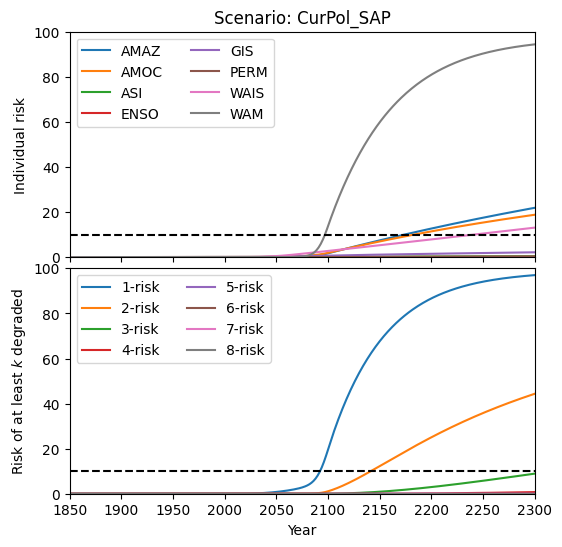 Scenario: CurPol_SAP
100
80
60
40
20
0
Individual risk
AMAZ
AMOC
ASI
ENSO
GIS
PERM
WAIS
WAM
100
80
60
40
20
0
Risk of at least k degraded
1-risk
2-risk
3-risk
4-risk
5-risk
6-risk
7-risk
8-risk
1850 1900 1950 2000 2050 2100 2150 2200 2250 2300
Year